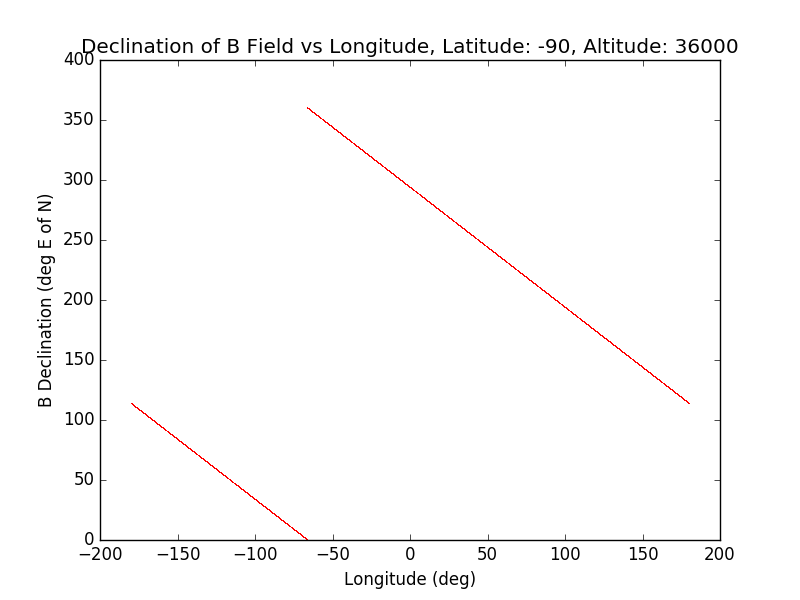 Declination of B Field vs Longitude, Latitude: -90, Altitude: 36000
400
350
300
250
200
150
100
50
0
B Declination (deg E of N)
−200 −150 −100 −50 0 50 100 150 200
Longitude (deg)